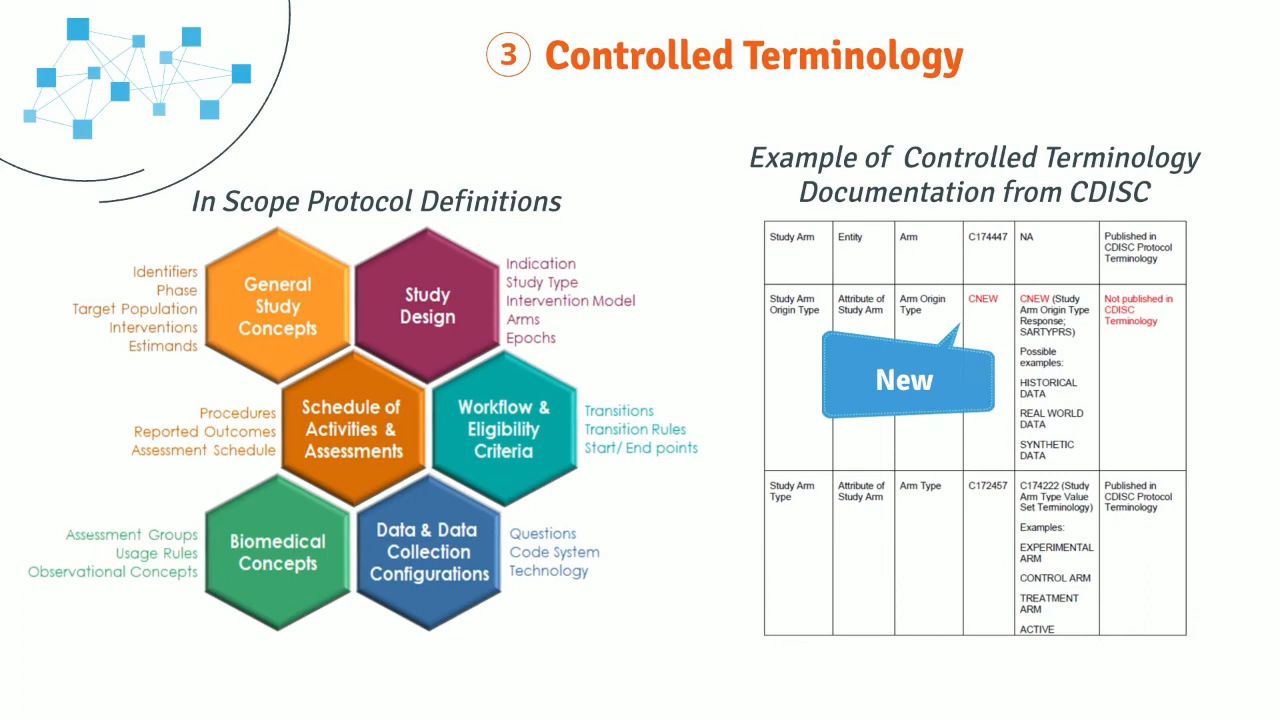 3 Controlled Terminology
In Scope Protocol Definitions
Identifiers
Phase
Target Population
Interventions
Estimands
General
Study
Concepts
Study
Design
Indication
Study Type
Intervention Model
Arms
Epochs
Procedures
Reported Outcomes
Assessment Schedule
Schedule of
Activities &
Assessments
Workflow &
Eligibility
Criteria
Transitions
Transition Rules
Start/ End points
Assessment Groups
Usage Rules
Observational Concepts
Biomedical
Concepts
Data & Data
Collection
Configurations
Questions
Code System
Technology
Example of Controlled Terminology
Documentation from CDISC
Study Arm
Entity
Arm
C174447
NA
Published in
CDISC Protocol
Terminology
Study Arm
Origin Type
Attribute of
Study Arm
Arm Origin
Type
CNEW
CNEW (Study
Arm Origin Type
Response;
SARTYPRS)
Possible
examples:
HISTORICAL
DATA
REAL WORLD
DATA
SYNTHETIC
DATA
Not published in
CDISC
Terminology
New
Study Arm
Type
Attribute of
Study Arm
Arm Type
C172457
C174222 (Study
Arm Type Value
Set Terminology)
Examples:
EXPERIMENTAL
ARM
CONTROL ARM
TREATMENT
ARM
ACTIVE
Published in
CDISC Protocol
Terminology